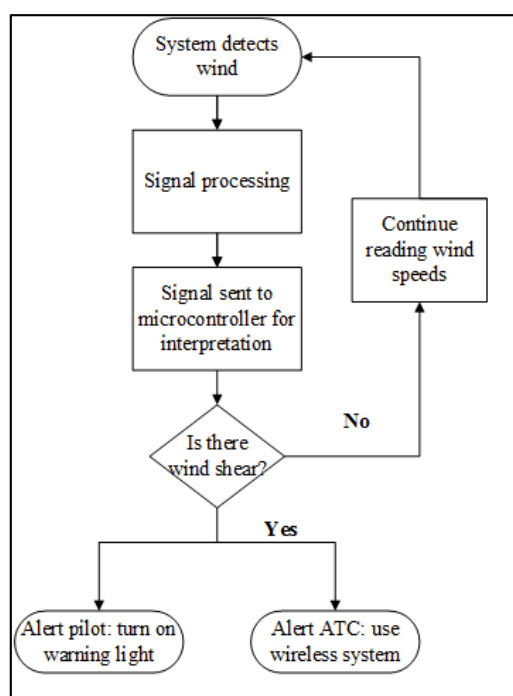 System detects
wind
Signal processing
Continue
reading wind
speeds
Signal sent to
microcontroller for
interpretation
No
Is there
wind shear?
Yes
Alert pilot: turn on
warning light
Alert ATC: use
wireless system